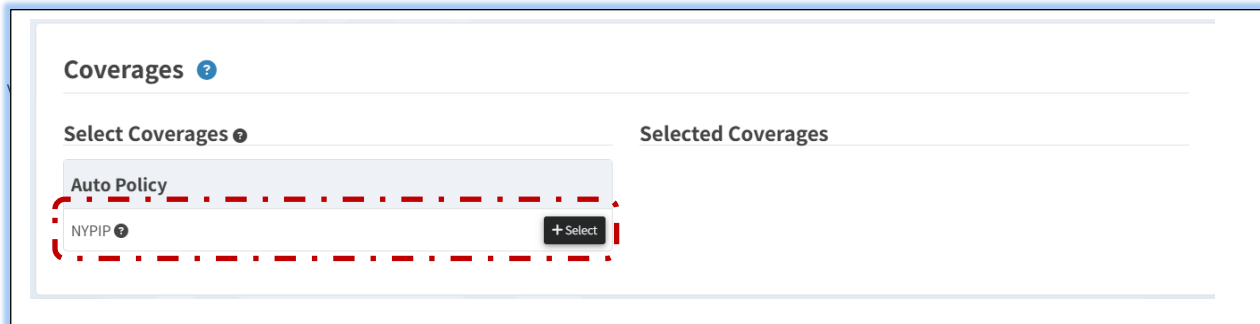 Coverages ?
Select Coverages ?
Selected Coverages
Auto Policy
NYPIP ?
+ Select